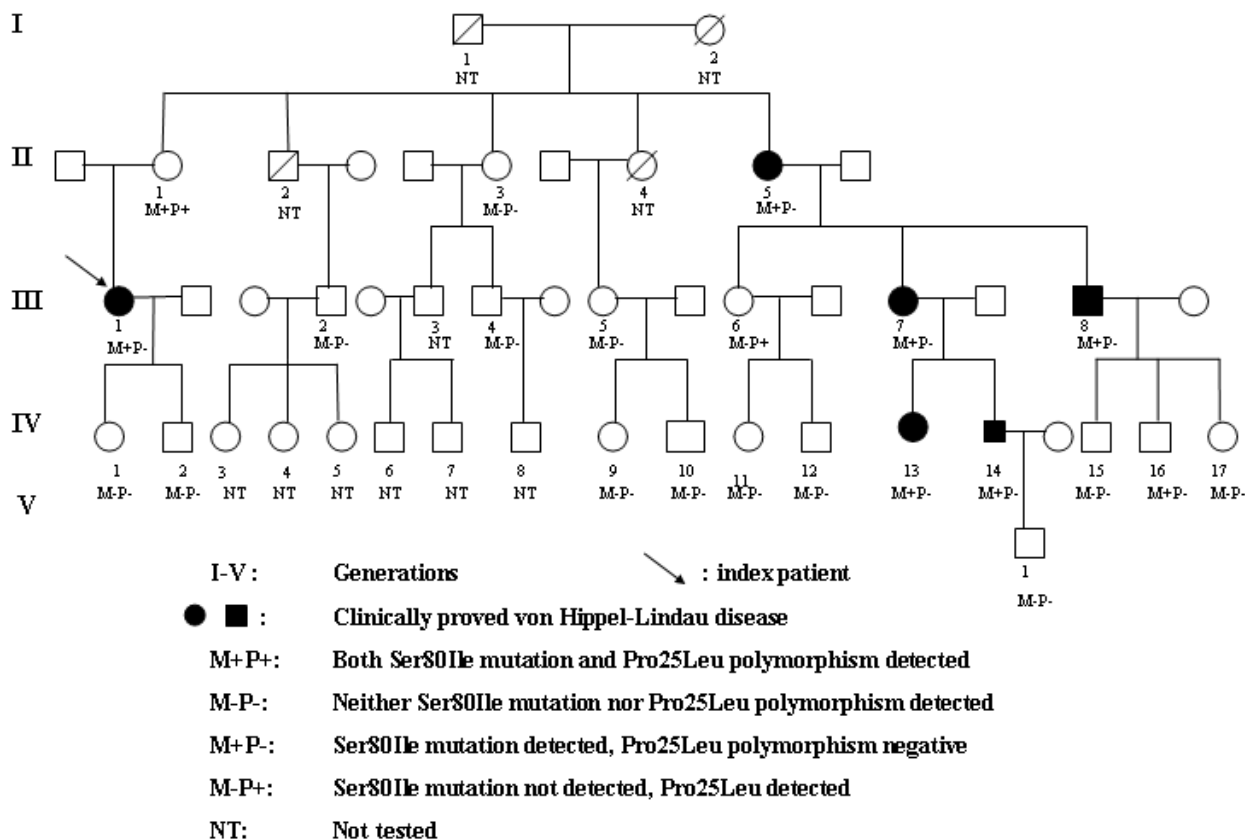 I
1 2
NT NT
II
1 2 3 4 5
M+P+ NT M-P- NT M+P-
III
1 2 3 4 5 6 7 8
M+P- M-P- NT M-P- M-P- M-P+ M+P- M+P-
IV
1 2 3 4 5 6 7 8 9 10 11 12 13 14 15 16 17
M-P- M-P- NT NT NT NT NT NT M-P- M-P- M-P- M-P- M+P- M+P- M-P- M+P- M-P-
V
1
M-P-
I-V : Generations : index patient
: Clinically proved von Hippel-Lindau disease
M+P+: Both Ser80Ile mutation and Pro25Leu polymorphism detected
M-P-: Neither Ser80Ile mutation nor Pro25Leu polymorphism detected
M+P-: Ser80Ile mutation detected, Pro25Leu polymorphism negative
M-P+: Ser80Ile mutation not detected, Pro25Leu detected
NT: Not tested